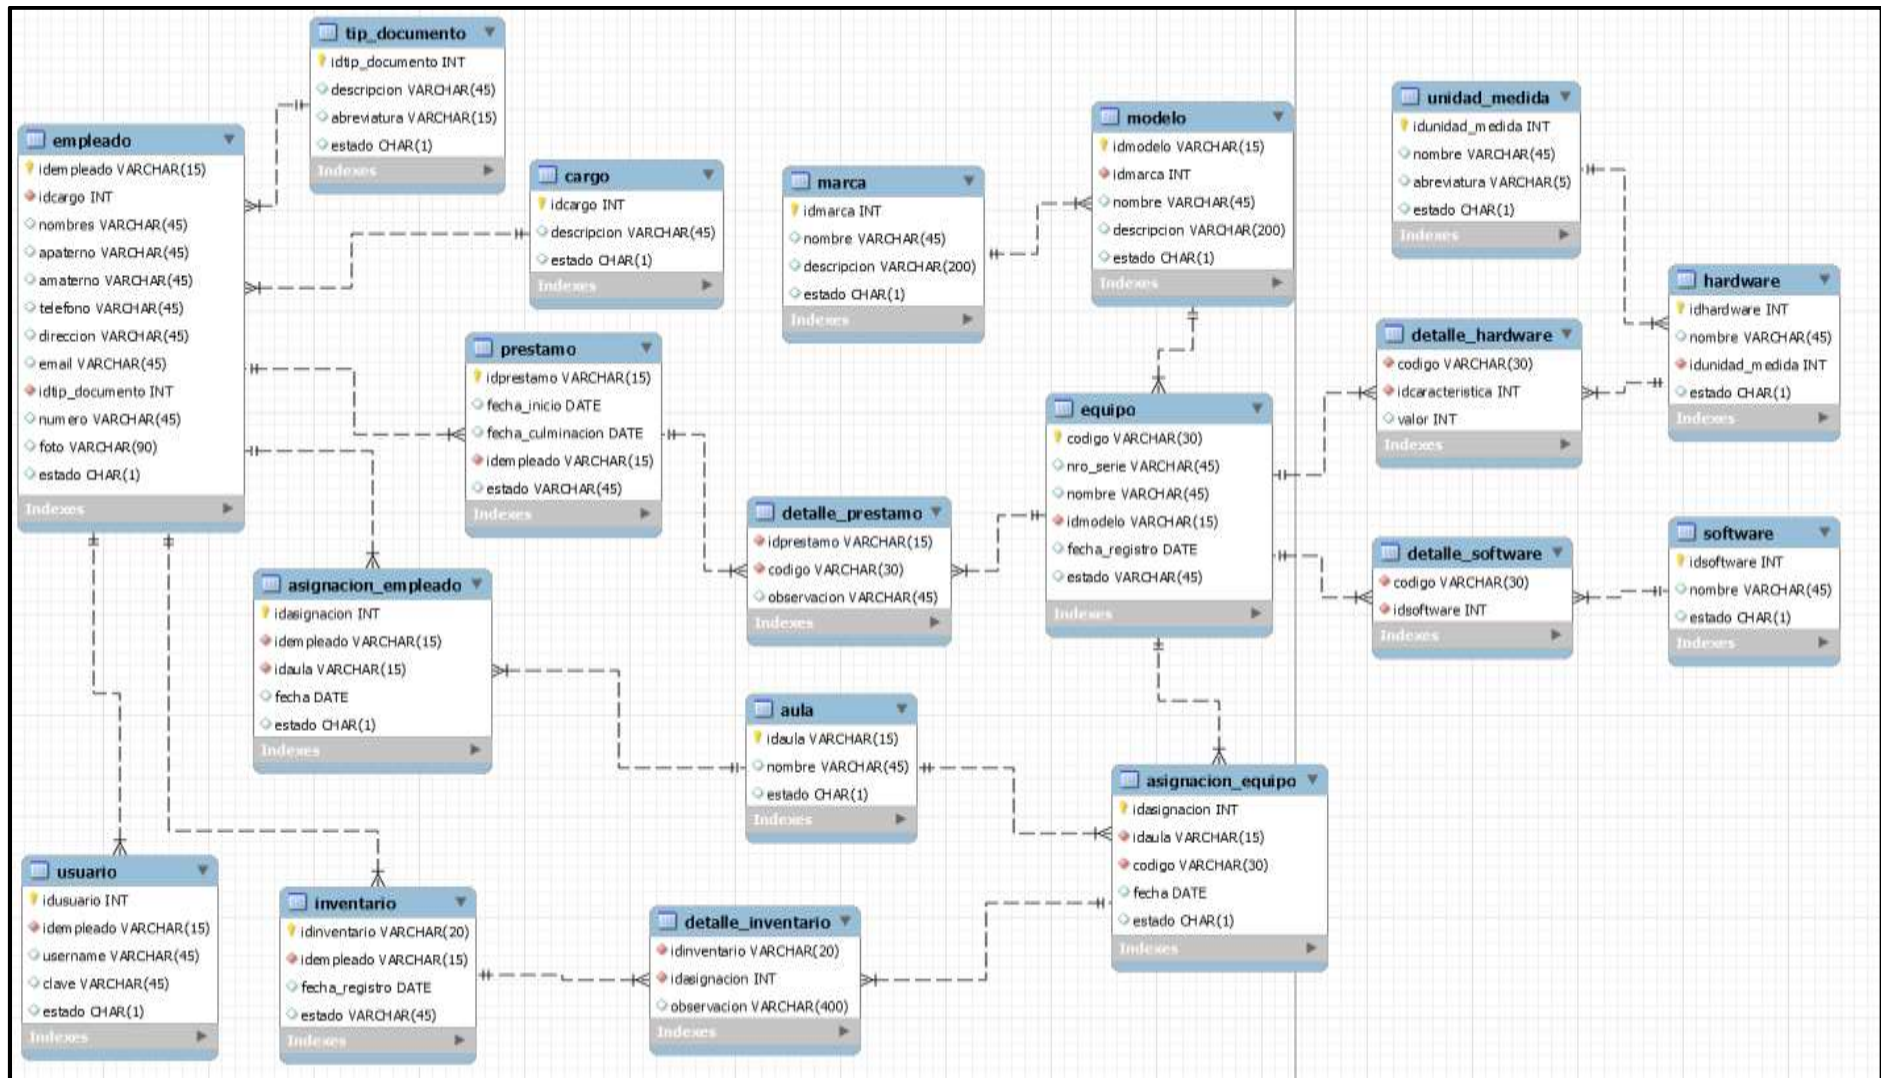 tip_documento
idtip_documento INT
descripcion VARCHAR(45)
abreviatura VARCHAR(15)
estado CHAR(1)
Indexes
empleado
idempleado VARCHAR(15)
idcargo INT
nombres VARCHAR(45)
apaterno VARCHAR(45)
amaterno VARCHAR(45)
telefono VARCHAR(45)
direccion VARCHAR(45)
email VARCHAR(45)
idtip_documento INT
numero VARCHAR(45)
foto VARCHAR(90)
estado CHAR(1)
Indexes
cargo
idcargo INT
descripcion VARCHAR(45)
estado CHAR(1)
Indexes
marca
idmarca INT
nombre VARCHAR(45)
descripcion VARCHAR(200)
estado CHAR(1)
Indexes
modelo
idmodelo VARCHAR(15)
idmarca INT
nombre VARCHAR(45)
descripcion VARCHAR(200)
estado CHAR(1)
Indexes
unidad_medida
idunidad_medida INT
nombre VARCHAR(45)
abreviatura VARCHAR(5)
estado CHAR(1)
Indexes
hardware
idhardware INT
nombre VARCHAR(45)
idunidad_medida INT
estado CHAR(1)
Indexes
detalle_hardware
codigo VARCHAR(30)
idcaracteristica INT
valor INT
Indexes
prestamo
idprestamo VARCHAR(15)
fecha_inicio DATE
fecha_culminacion DATE
idempleado VARCHAR(15)
estado VARCHAR(45)
Indexes
equipo
codigo VARCHAR(30)
nro_serie VARCHAR(45)
nombre VARCHAR(45)
idmodelo VARCHAR(15)
fecha_registro DATE
estado VARCHAR(45)
Indexes
detalle_prestamo
idprestamo VARCHAR(15)
codigo VARCHAR(30)
observacion VARCHAR(45)
Indexes
detalle_software
codigo VARCHAR(30)
idsoftware INT
Indexes
software
idsoftware INT
nombre VARCHAR(45)
estado CHAR(1)
Indexes
asignacion_empleado
idasignacion INT
idempleado VARCHAR(15)
idaula VARCHAR(15)
fecha DATE
estado CHAR(1)
Indexes
aula
idaula VARCHAR(15)
nombre VARCHAR(45)
estado CHAR(1)
Indexes
asignacion_equipo
idasignacion INT
idaula VARCHAR(15)
codigo VARCHAR(30)
fecha DATE
estado CHAR(1)
Indexes
usuario
idusuario INT
idempleado VARCHAR(15)
username VARCHAR(45)
clave VARCHAR(45)
estado CHAR(1)
Indexes
inventario
idinventario VARCHAR(20)
idempleado VARCHAR(15)
fecha_registro DATE
estado VARCHAR(45)
Indexes
detalle_inventario
idinventario VARCHAR(20)
idasignacion INT
observacion VARCHAR(400)
Indexes